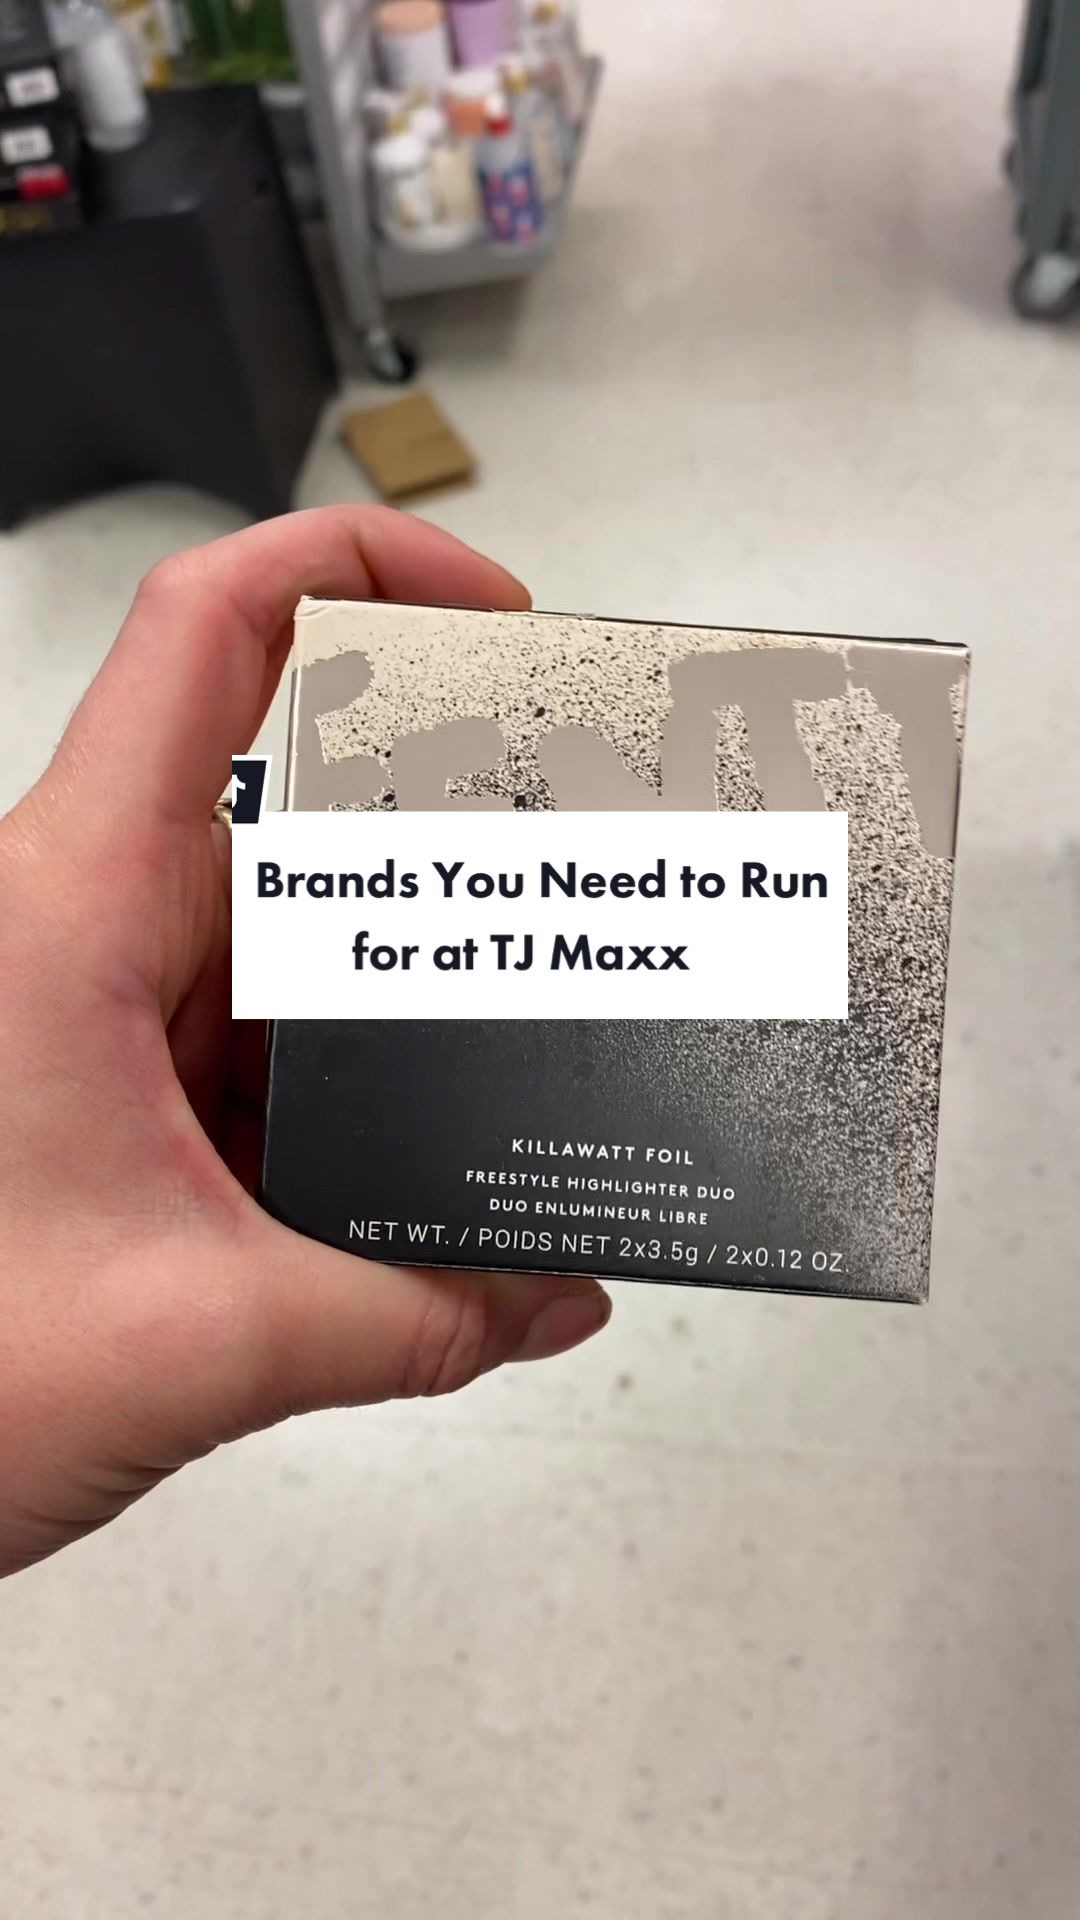 FENTY
Brands You Need to Run
for at TJ Maxx
KILLAWATT FOIL
FREESTYLE HIGHLIGHTER DUO
DUO ENLUMINEUR LIBRE
NET WT. / POIDS NET 2x3.5g / 2x0.12 OZ.